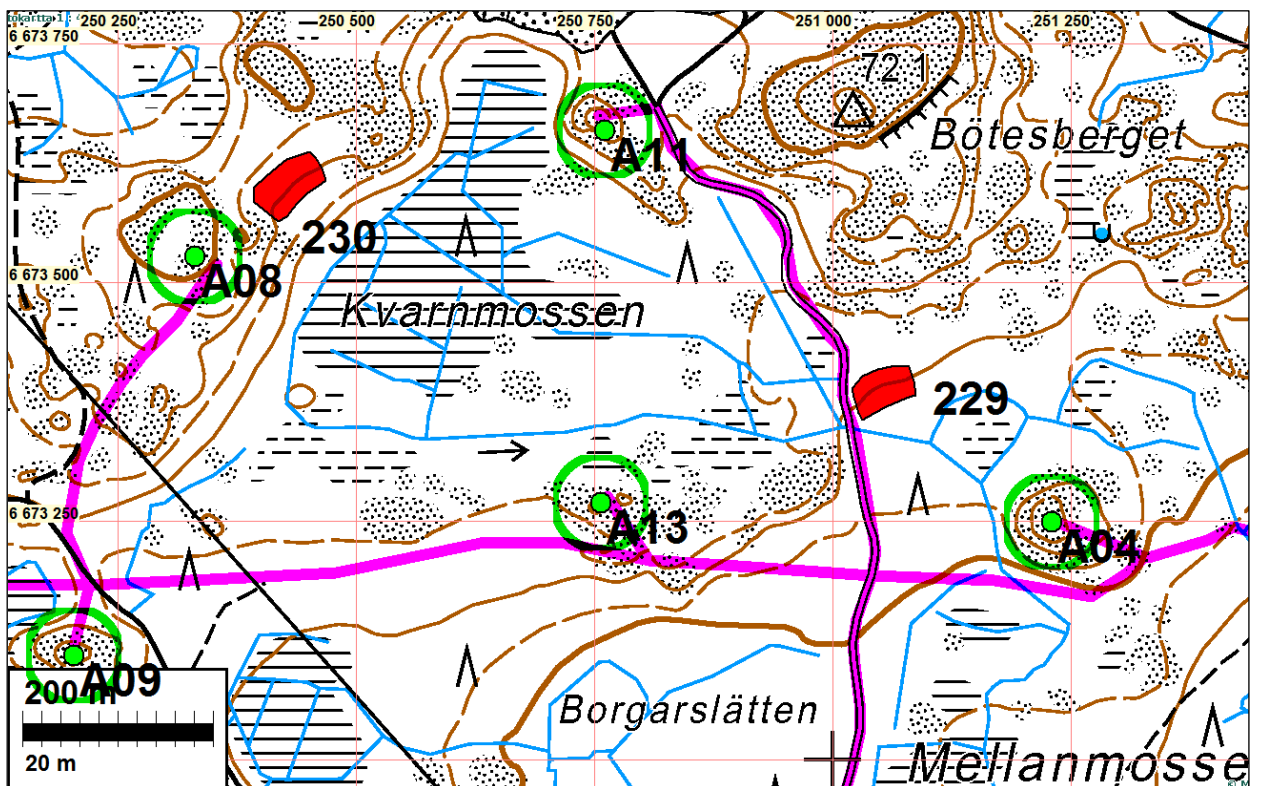 250 250
250 500
250 750
251 000
251 250
6 673 750
72.1
Bötesberget
A11
230
A08
6 673 500
Kvarnmossen
229
6 673 250
A13
A04
A09
200 m
20 m
Borgarslätten
Mellanmosse